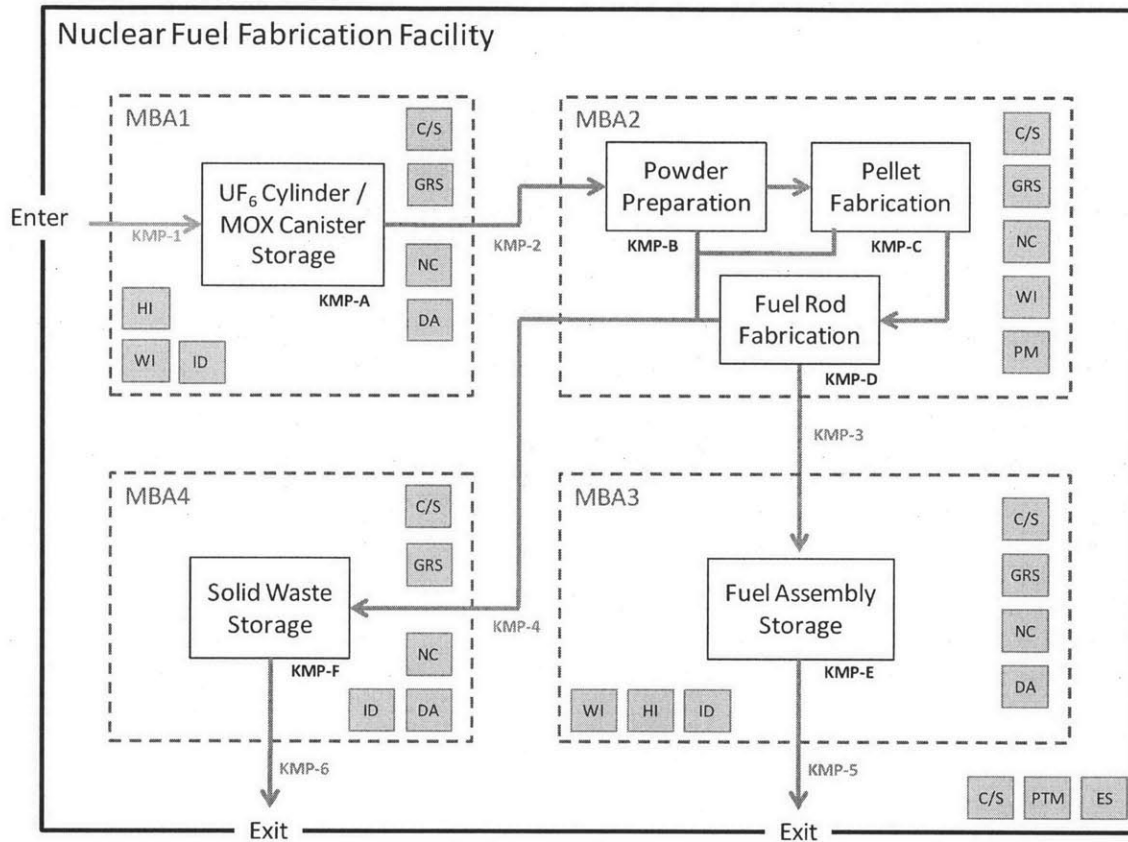 Nuclear Fuel Fabrication Facility
MBA1
C/S
GRS
UF₆ Cylinder /
MOX Canister
Storage
Enter
KMP-1
KMP-A
NC
DA
HI
WI
ID
KMP-2
MBA2
Powder
Preparation
KMP-B
Pellet
Fabrication
KMP-C
Fuel Rod
Fabrication
KMP-D
C/S
GRS
NC
WI
PM
KMP-3
MBA4
C/S
GRS
Solid Waste
Storage
KMP-F
NC
ID
DA
KMP-4
KMP-6
Exit
MBA3
C/S
GRS
NC
DA
Fuel Assembly
Storage
KMP-E
WI
HI
ID
KMP-5
Exit
C/S
PTM
ES